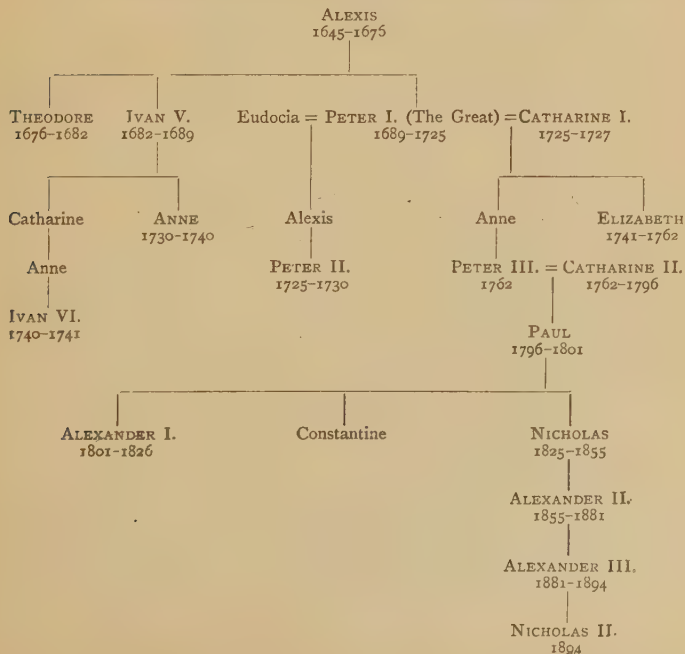 ALEXIS
1645–1676
THEODORE IVAN V. Eudocia = PETER I. (The Great) = CATHARINE I.
1676–1682 1682–1689 1689–1725 1725–1727
Catharine ANNE Alexis Anne ELIZABETH
1730–1740 1741–1762
Anne PETER II. PETER III. = CATHARINE II.
1725–1730 1762 1762–1796
IVAN VI.
1740–1741
PAUL
1796–1801
ALEXANDER I. Constantine NICHOLAS
1801–1826 1825–1855
ALEXANDER II.
1855–1881
ALEXANDER III.
1881–1894
NICHOLAS II.
1894